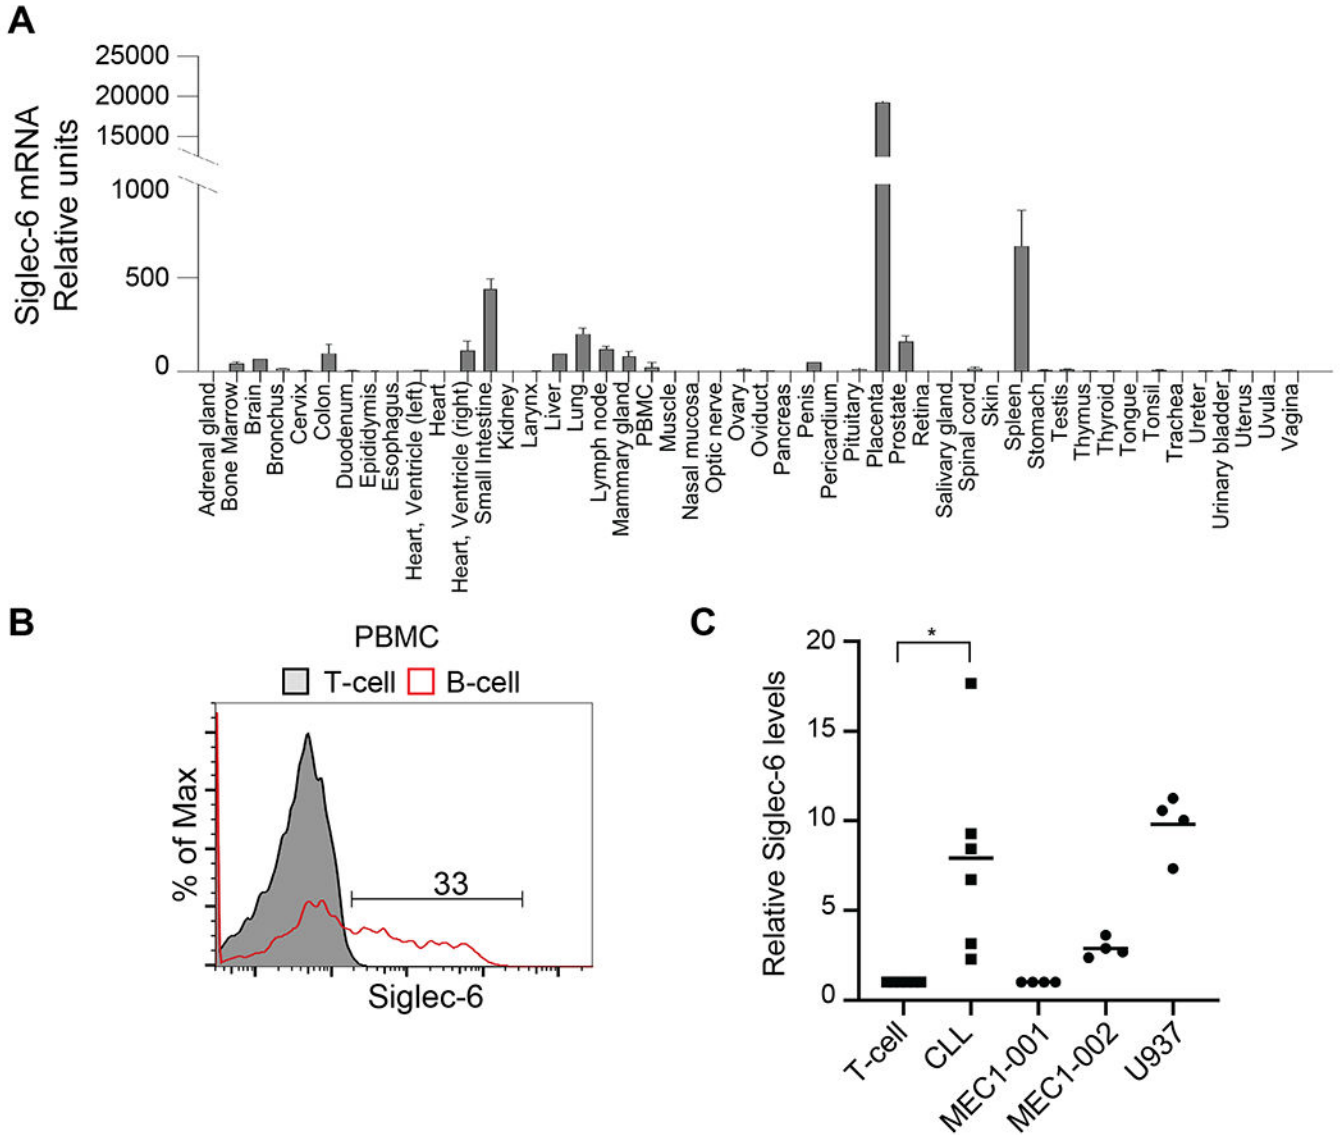 A
Siglec-6 mRNA
Relative units
25000
20000
15000
1000
500
0
Adrenal gland
Bone Marrow
Brain
Bronchus
Cervix
Colon
Duodenum
Epididymis
Esophagus
Heart, Ventricle (left)
Heart
Heart, Ventricle (right)
Small Intestine
Kidney
Larynx
Liver
Lung
Lymph node
Mammary gland
PBMC
Muscle
Nasal mucosa
Optic nerve
Ovary
Oviduct
Pancreas
Penis
Pericardium
Pituitary
Placenta
Prostate
Retina
Salivary gland
Spinal cord
Skin
Spleen
Stomach
Testis
Thymus
Thyroid
Tongue
Tonsil
Trachea
Ureter
Urinary bladder
Uterus
Uvula
Vagina
B
PBMC
T-cell B-cell
% of Max
33
Siglec-6
C
Relative Siglec-6 levels
20
15
10
5
0
*
T-cell
CLL
MEC1-001
MEC1-002
U937